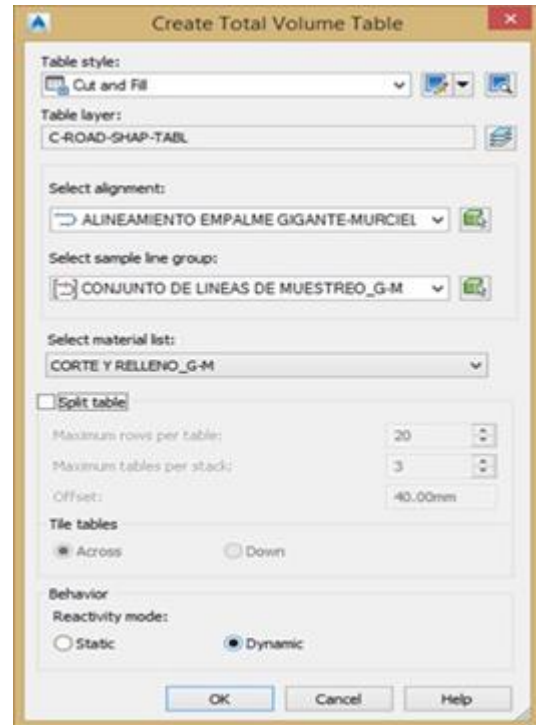 Create Total Volume Table
Table style:
Cut and Fill
Table layer:
C-ROAD-SHAP-TABL
Select alignment:
ALINEAMIENTO EMPALME GIGANTE-MURCIEL
Select sample line group:
CONJUNTO DE LINEAS DE MUESTREO_G-M
Select material list:
CORTE Y RELLENO_G-M
Split table
Maximum rows per table: 20
Maximum tables per stack: 3
Offset: 40.00mm
Tile tables
Across Down
Behavior
Reactivity mode:
Static Dynamic
OK Cancel Help